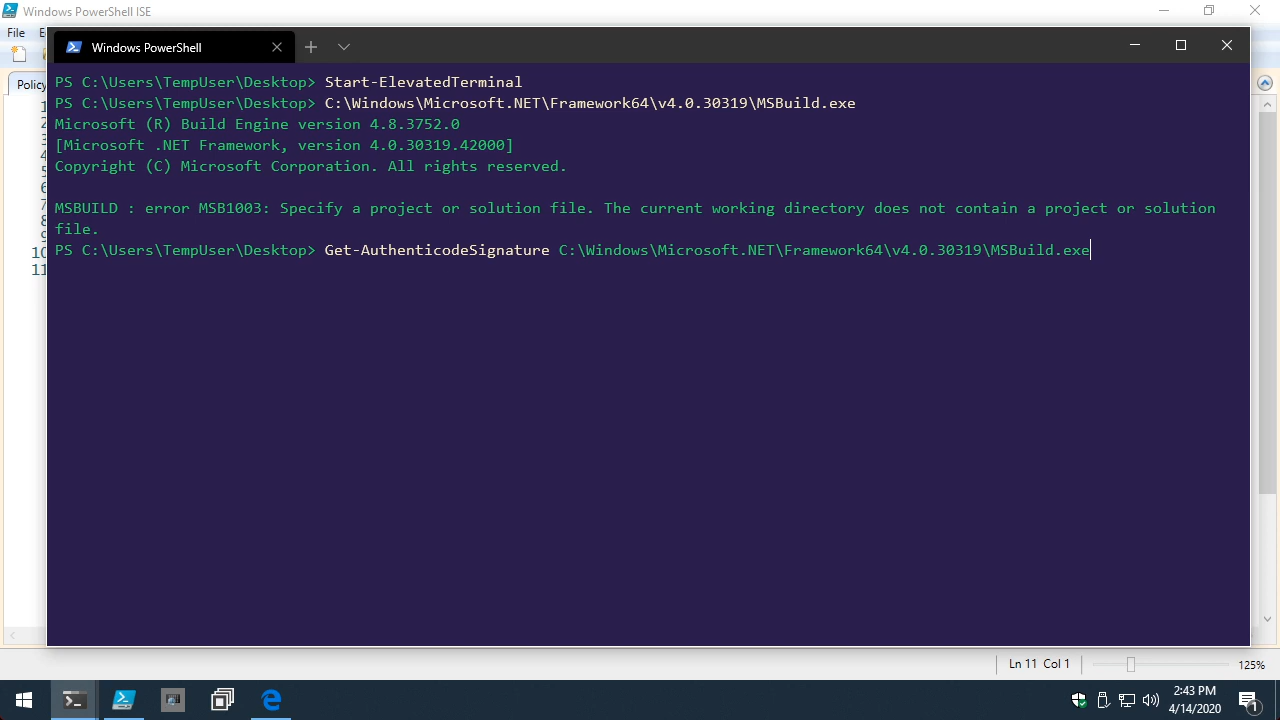 Windows PowerShell ISE
File
Windows PowerShell
Policy
PS C:\Users\TempUser\Desktop> Start-ElevatedTerminal
PS C:\Users\TempUser\Desktop> C:\Windows\Microsoft.NET\Framework64\v4.0.30319\MSBuild.exe
Microsoft (R) Build Engine version 4.8.3752.0
[Microsoft .NET Framework, version 4.0.30319.42000]
Copyright (C) Microsoft Corporation. All rights reserved.
MSBUILD : error MSB1003: Specify a project or solution file. The current working directory does not contain a project or solution
file.
PS C:\Users\TempUser\Desktop> Get-AuthenticodeSignature C:\Windows\Microsoft.NET\Framework64\v4.0.30319\MSBuild.exe
10
11
Ln 11 Col 1
125%
2:43 PM
4/14/2020
1